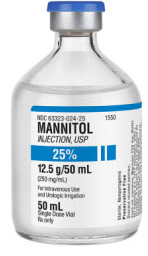 NDC 63323-024-25 1550
MANNITOL
INJECTION, USP
25%
12.5 g/50 mL
(250 mg/mL)
For Intravenous Use
and Urologic Irrigation
50 mL
Single Dose Vial
Rx only